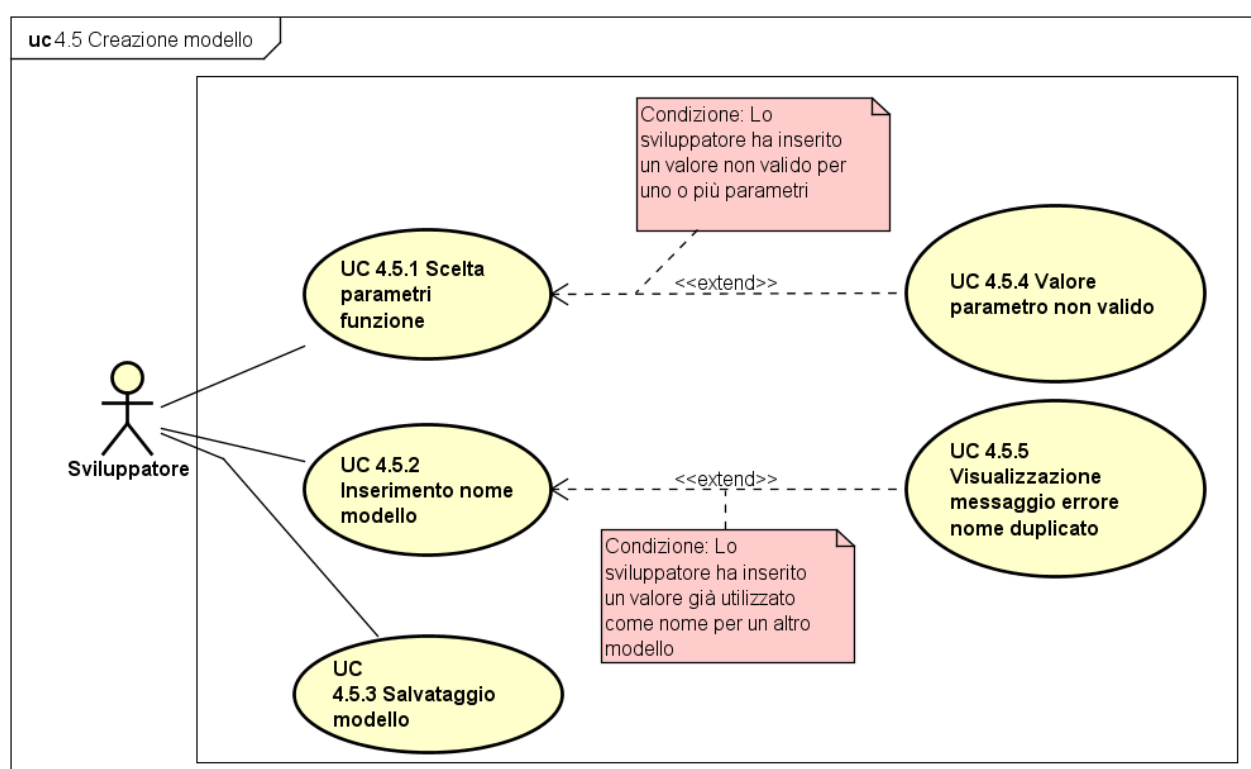 uc 4.5 Creazione modello
Condizione: Lo
sviluppatore ha inserito
un valore non valido per
uno o più parametri
UC 4.5.1 Scelta
parametri
funzione
<<extend>>
UC 4.5.4 Valore
parametro non valido
Sviluppatore
UC 4.5.2
Inserimento nome
modello
<<extend>>
UC 4.5.5
Visualizzazione
messaggio errore
nome duplicato
Condizione: Lo
sviluppatore ha inserito
un valore già utilizzato
come nome per un altro
modello
UC
4.5.3 Salvataggio
modello